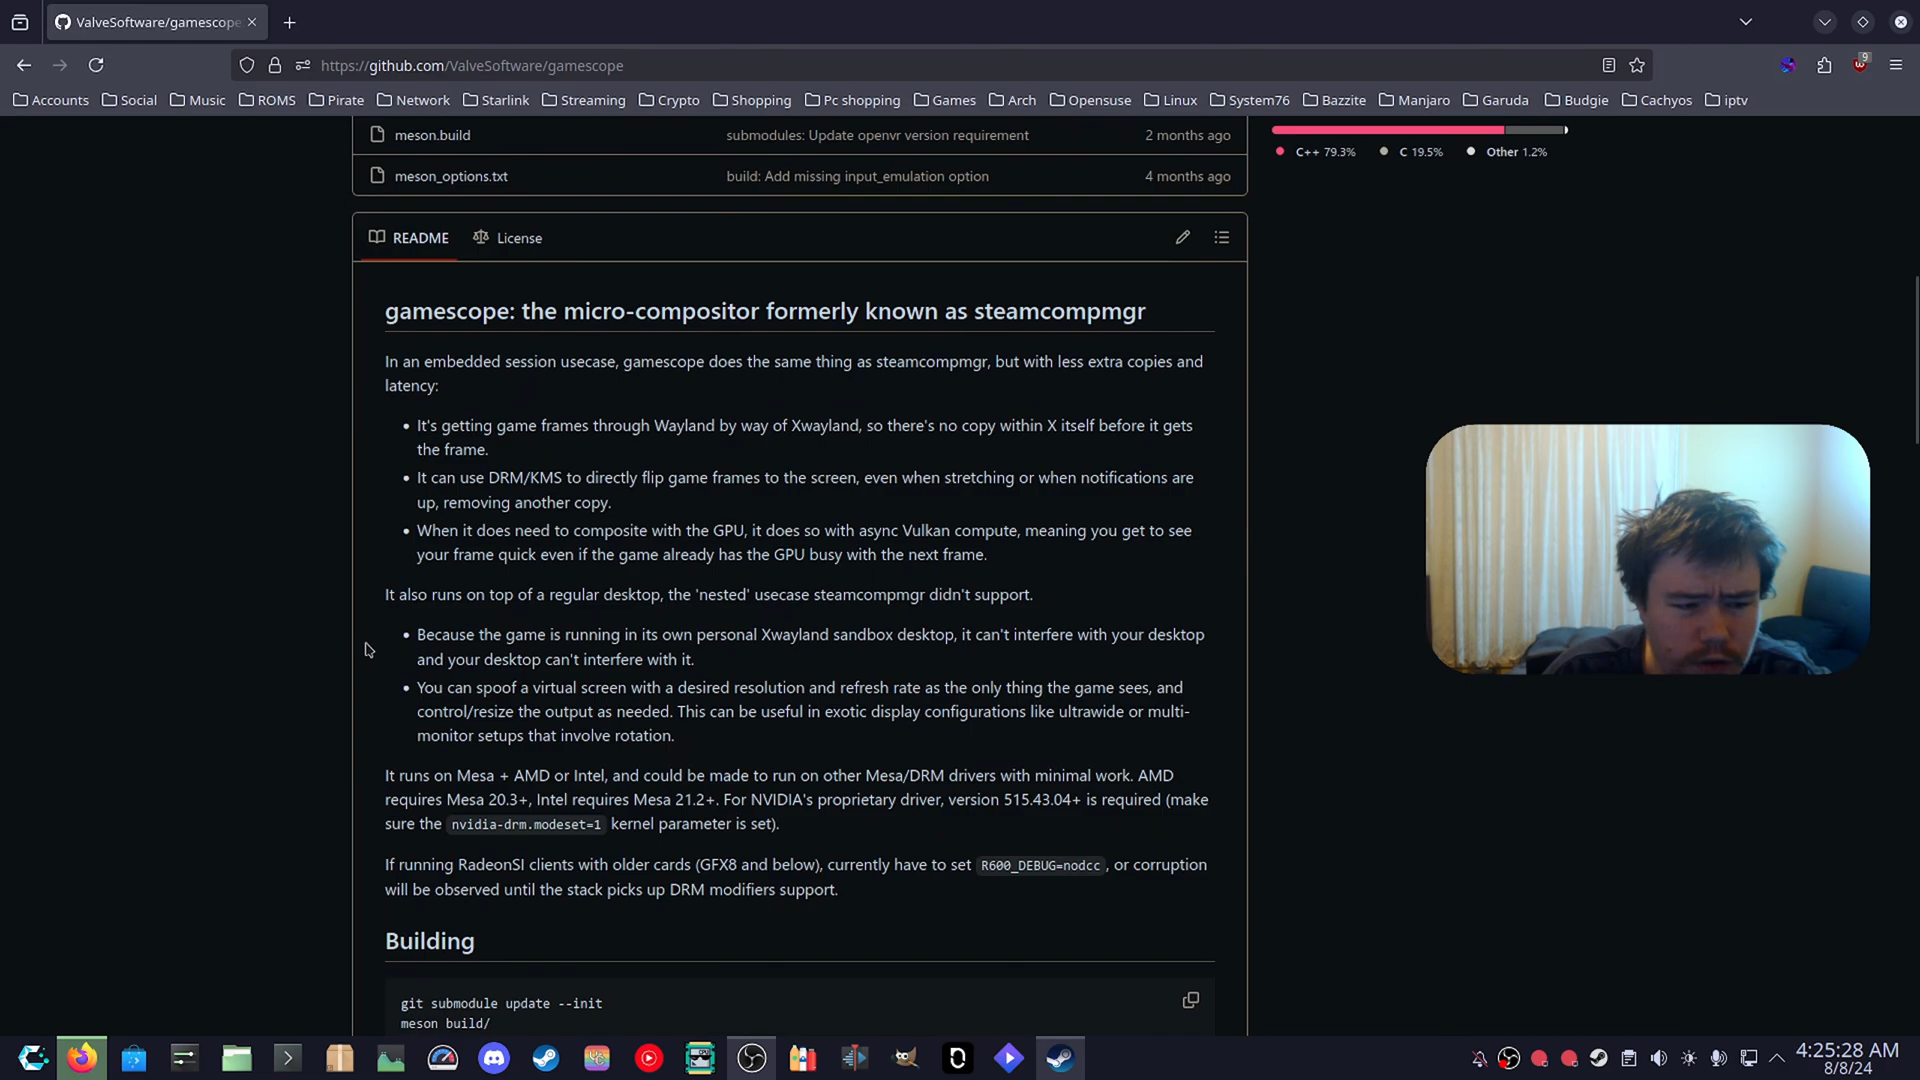 ValveSoftware/gamescope
https://github.com/ValveSoftware/gamescope
9
Accounts
Social
Music
ROMS
Pirate
Network
Starlink
Streaming
Crypto
Shopping
Pc shopping
Games
Arch
Opensuse
Linux
System76
Bazzite
Manjaro
Garuda
Budgie
Cachyos
iptv
meson.build
submodules: Update openvr version requirement
2 months ago
C++ 79.3%
C 19.5%
Other 1.2%
meson_options.txt
build: Add missing input_emulation option
4 months ago
README
License
gamescope: the micro-compositor formerly known as steamcompmgr
In an embedded session usecase, gamescope does the same thing as steamcompmgr, but with less extra copies and
latency:
• It's getting game frames through Wayland by way of Xwayland, so there's no copy within X itself before it gets
the frame.
• It can use DRM/KMS to directly flip game frames to the screen, even when stretching or when notifications are
up, removing another copy.
• When it does need to composite with the GPU, it does so with async Vulkan compute, meaning you get to see
your frame quick even if the game already has the GPU busy with the next frame.
It also runs on top of a regular desktop, the 'nested' usecase steamcompmgr didn't support.
• Because the game is running in its own personal Xwayland sandbox desktop, it can't interfere with your desktop
and your desktop can't interfere with it.
• You can spoof a virtual screen with a desired resolution and refresh rate as the only thing the game sees, and
control/resize the output as needed. This can be useful in exotic display configurations like ultrawide or multi-
monitor setups that involve rotation.
It runs on Mesa + AMD or Intel, and could be made to run on other Mesa/DRM drivers with minimal work. AMD
requires Mesa 20.3+, Intel requires Mesa 21.2+. For NVIDIA's proprietary driver, version 515.43.04+ is required (make
sure the nvidia-drm.modeset=1 kernel parameter is set).
If running RadeonSI clients with older cards (GFX8 and below), currently have to set R600_DEBUG=nodcc, or corruption
will be observed until the stack picks up DRM modifiers support.
Building
git submodule update --init
meson build/
4:25:28 AM
8/8/24